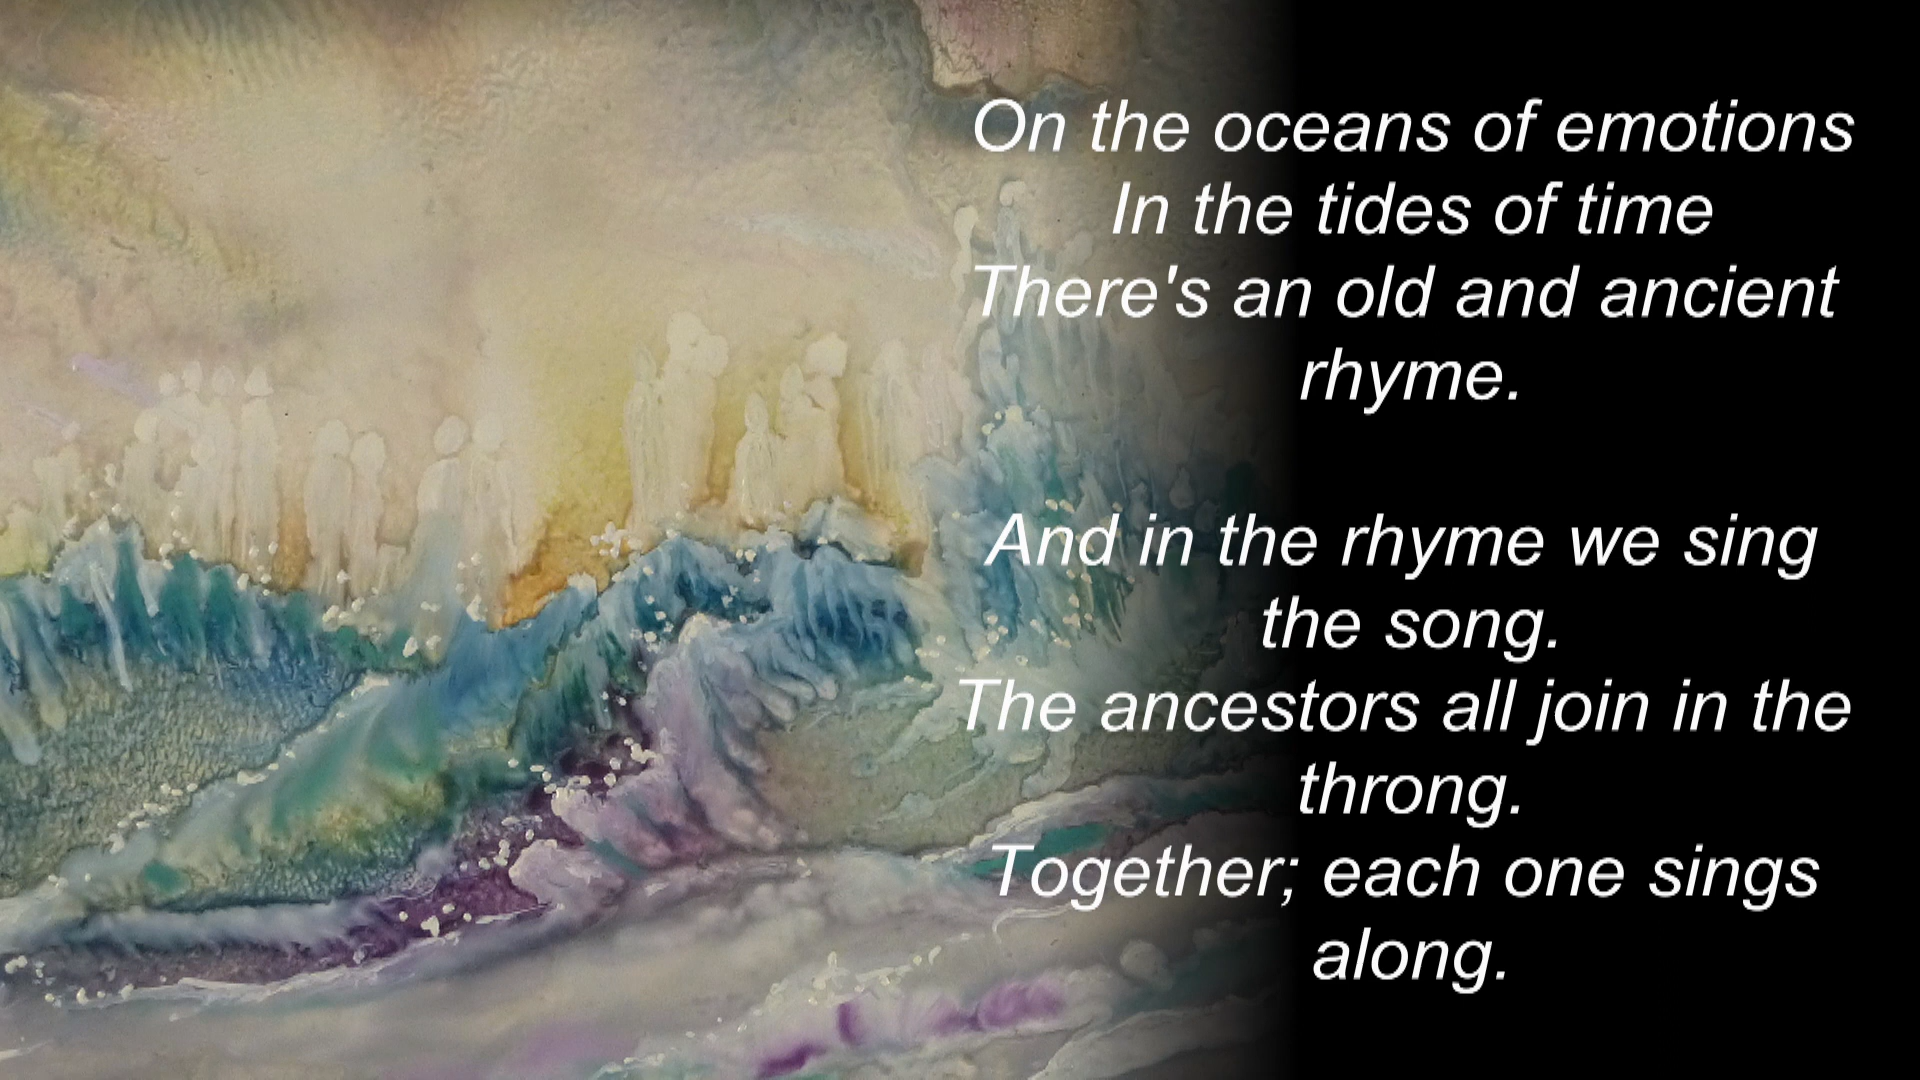 On the oceans of emotions
In the tides of time
There's an old and ancient
rhyme.
And in the rhyme we sing
the song.
The ancestors all join in the
throng.
Together; each one sings
along.